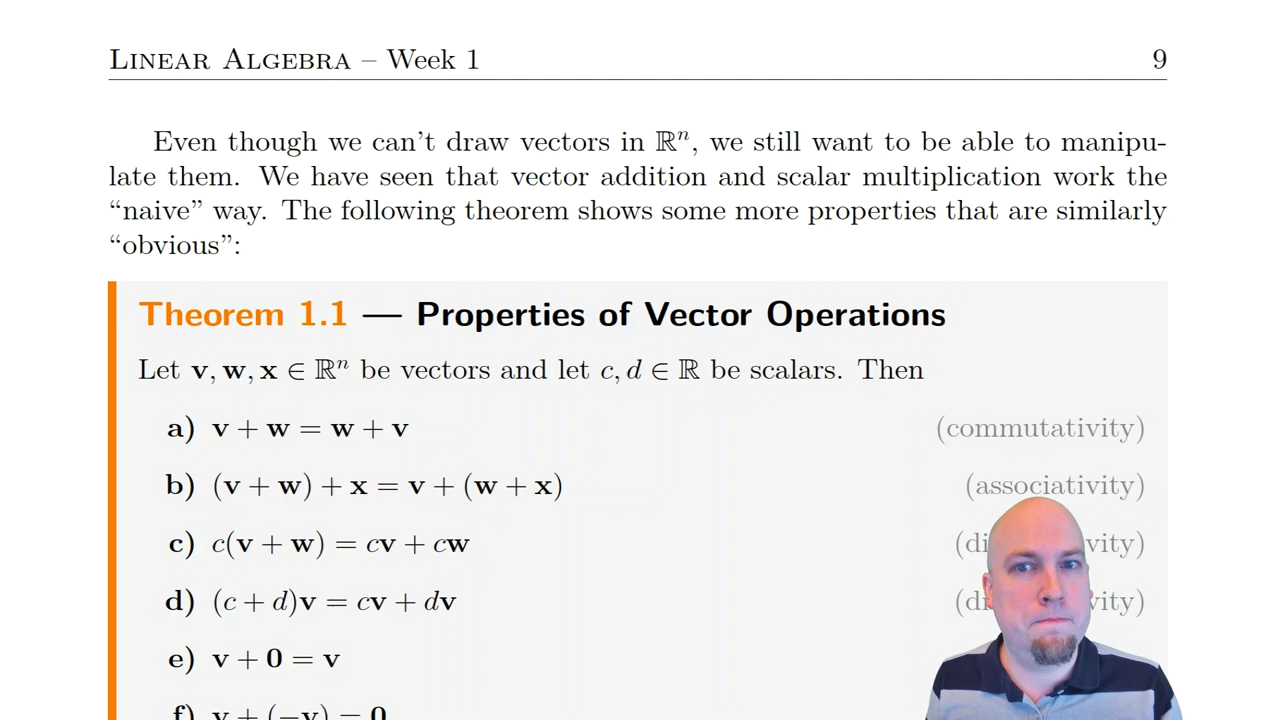 LINEAR ALGEBRA – Week 1 9
Even though we can't draw vectors in ℝⁿ, we still want to be able to manipu-
late them. We have seen that vector addition and scalar multiplication work the
“naive” way. The following theorem shows some more properties that are similarly
“obvious”:
Theorem 1.1 — Properties of Vector Operations
Let v, w, x ∈ ℝⁿ be vectors and let c, d ∈ ℝ be scalars. Then
a) v + w = w + v (commutativity)
b) (v + w) + x = v + (w + x) (associativity)
c) c(v + w) = cv + cw
d) (c + d)v = cv + dv
e) v + 0 = v
f) v + (−v) = 0